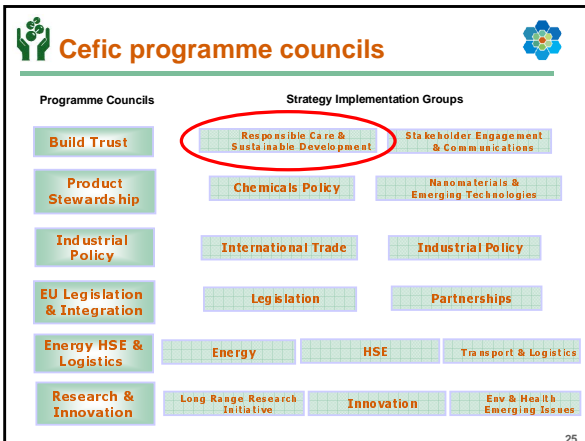 Cefic programme councils
Programme Councils
Strategy Implementation Groups
Build Trust
Responsible Care &
Sustainable Development
Stakeholder Engagement
& Communications
Product
Stewardship
Chemicals Policy
Nanomaterials &
Emerging Technologies
Industrial
Policy
International Trade
Industrial Policy
EU Legislation
& Integration
Legislation
Partnerships
Energy HSE &
Logistics
Energy
HSE
Transport & Logistics
Research &
Innovation
Long Range Research
Initiative
Innovation
Env & Health
Emerging Issues
25